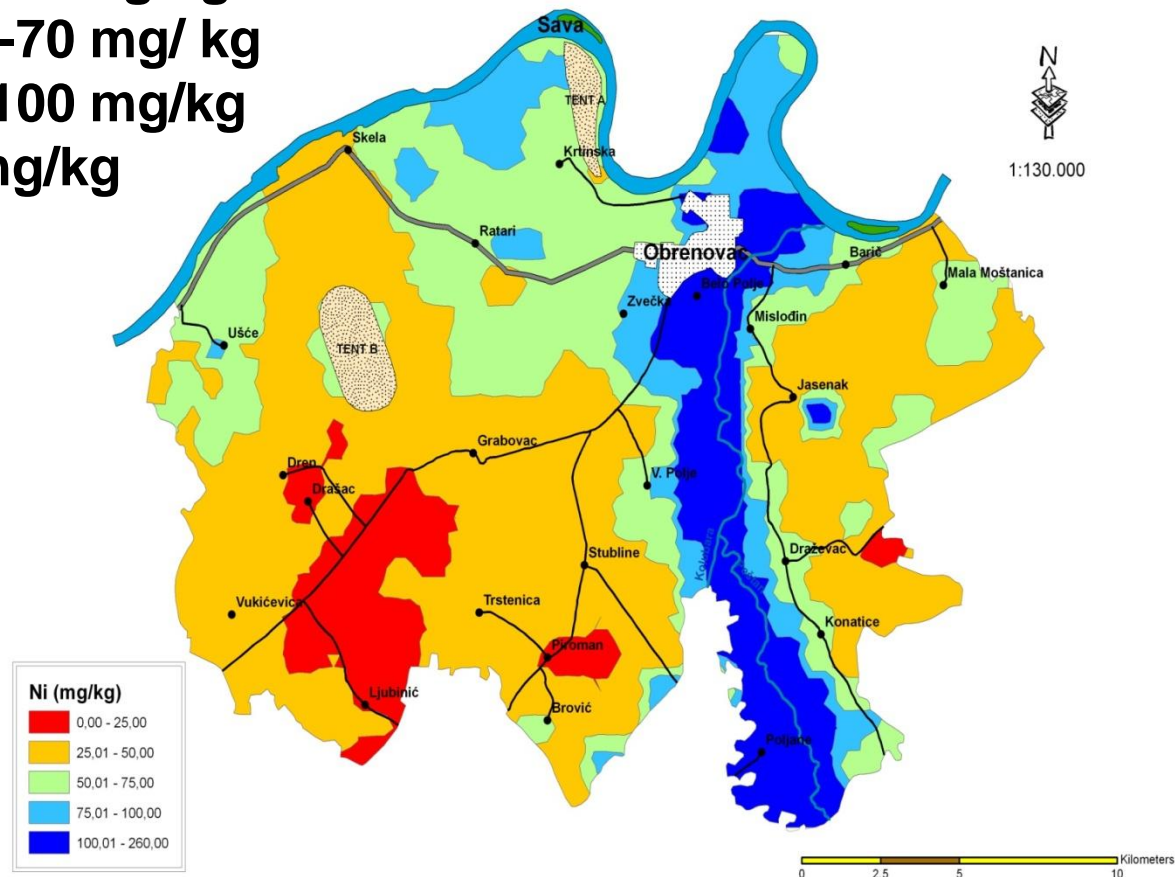 -70 mg/ kg
100 mg/kg
mg/kg
Sava
N
TENT A
1:130.000
Skela
Krtinska
Ratari
Obrenovac
Barič
Mala Moštanica
Belo Polje
Zvečka
Mislođin
Ušće
TENT B
Jasenak
Grabovac
Dren
V. Polje
Drašac
Kolubara
Stubline
Draževac
Vukićevica
Trstenica
Konatice
Piroman
Ljubinić
Brović
Poljane
Ni (mg/kg)
0,00 - 25,00
25,01 - 50,00
50,01 - 75,00
75,01 - 100,00
100,01 - 260,00
Kilometers
0 2,5 5 10